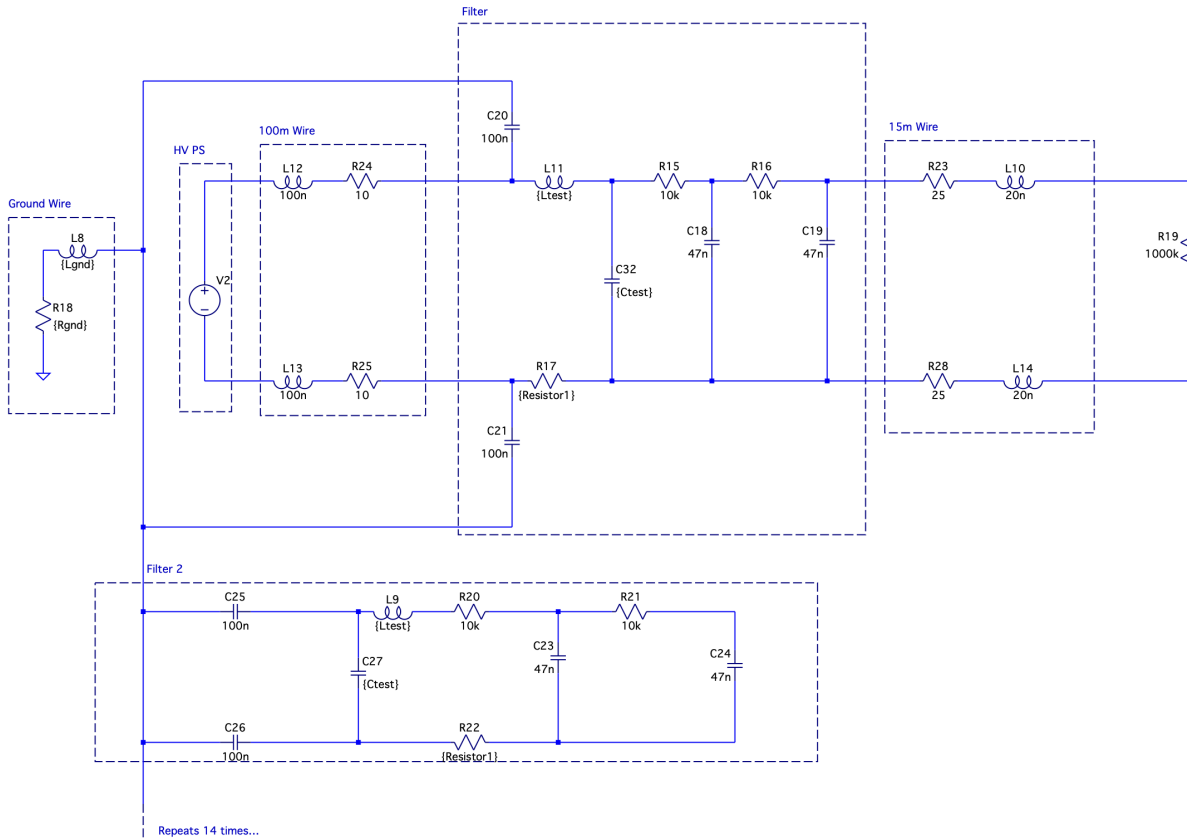 Filter
C20
100n
100m Wire
15m Wire
HV PS
L12
100n
R24
10
L11
{Ltest}
R15
10k
R16
10k
R23
25
L10
20n
Ground Wire
L8
{Lgnd}
R18
{Rgnd}
V2
C32
{Ctest}
C18
47n
C19
47n
R19
1000k
L13
100n
R25
10
R17
{Resistor1}
R28
25
L14
20n
C21
100n
Filter 2
C25
100n
L9
{Ltest}
R20
10k
R21
10k
C27
{Ctest}
C23
47n
C24
47n
C26
100n
R22
{Resistor1}
Repeats 14 times...